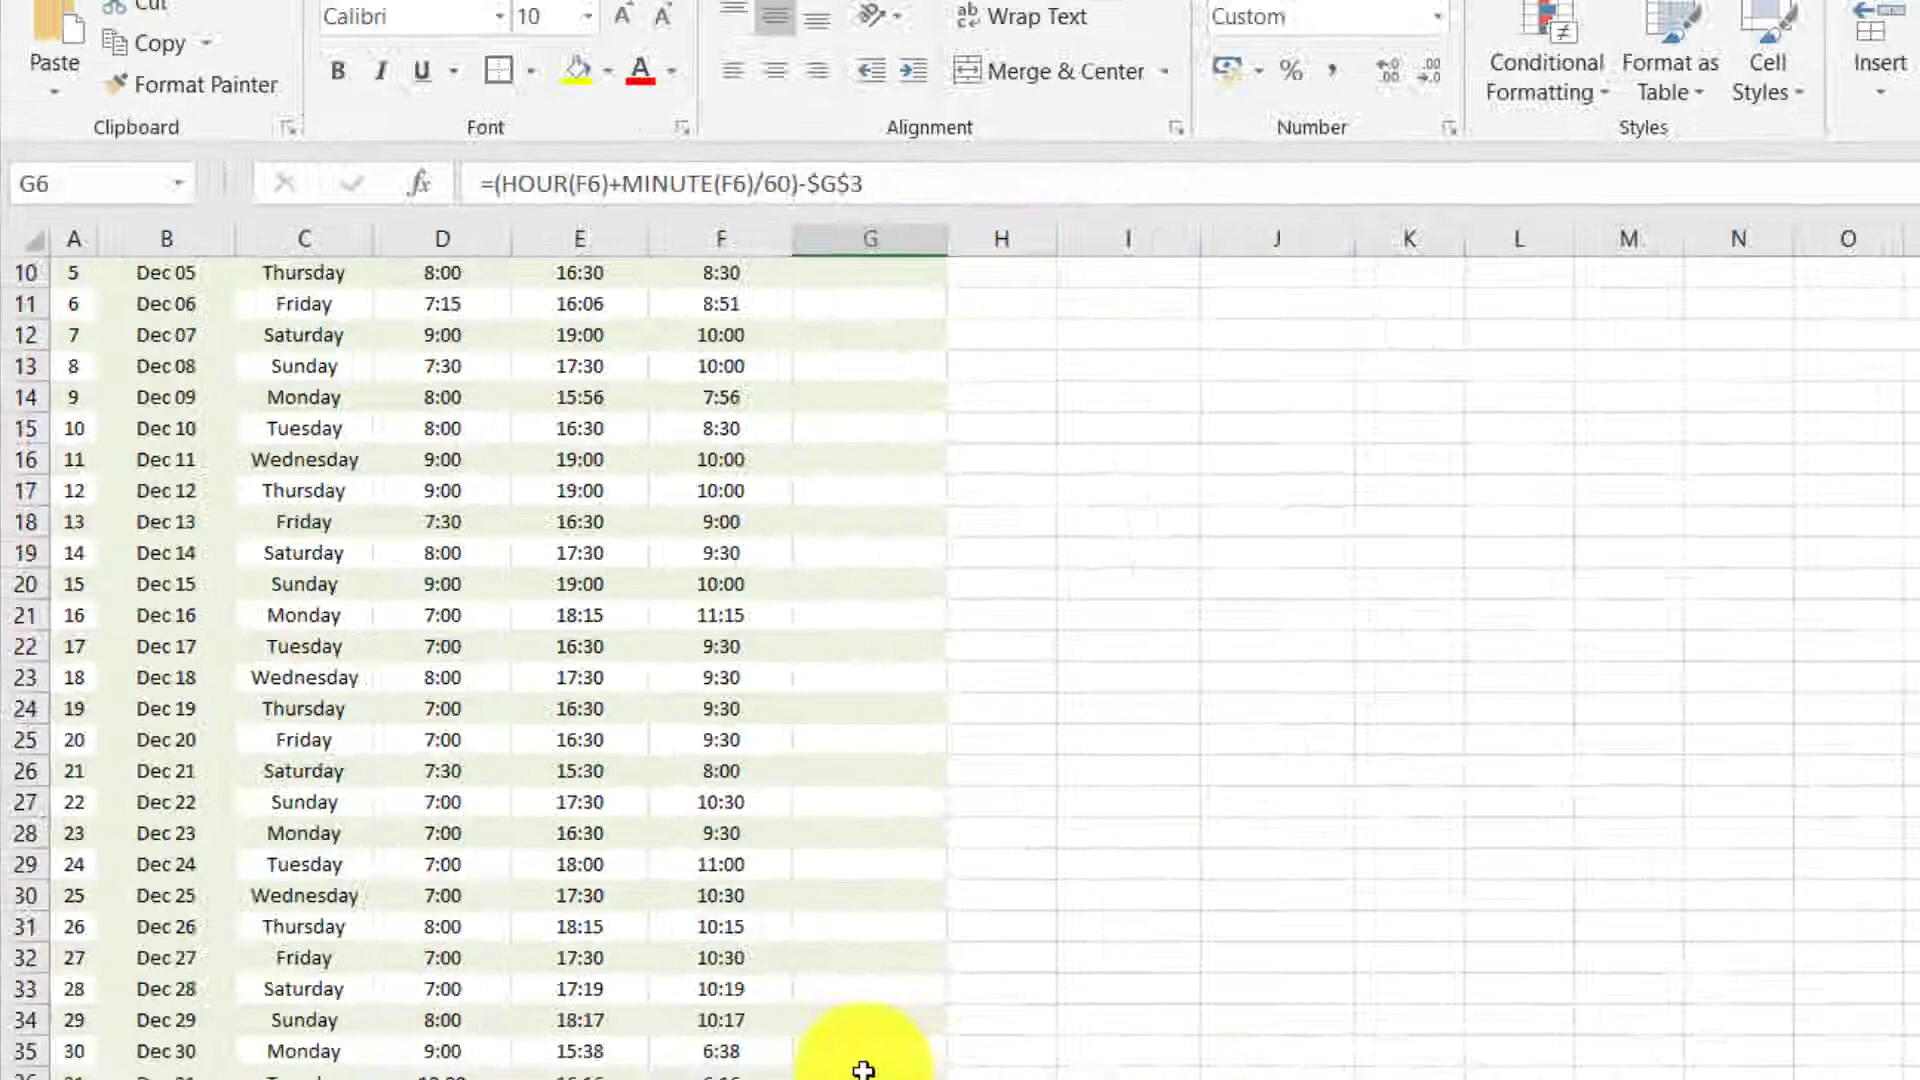 Cut
Calibri 10 Wrap Text Custom
Paste Copy
Format Painter B I U A Merge & Center % Conditional Formatting Format as Table Cell Styles Insert
Clipboard Font Alignment Number Styles
G6 fx =(HOUR(F6)+MINUTE(F6)/60)-$G$3
A B C D E F G H I J K L M N O
10 5 Dec 05 Thursday 8:00 16:30 8:30
11 6 Dec 06 Friday 7:15 16:06 8:51
12 7 Dec 07 Saturday 9:00 19:00 10:00
13 8 Dec 08 Sunday 7:30 17:30 10:00
14 9 Dec 09 Monday 8:00 15:56 7:56
15 10 Dec 10 Tuesday 8:00 16:30 8:30
16 11 Dec 11 Wednesday 9:00 19:00 10:00
17 12 Dec 12 Thursday 9:00 19:00 10:00
18 13 Dec 13 Friday 7:30 16:30 9:00
19 14 Dec 14 Saturday 8:00 17:30 9:30
20 15 Dec 15 Sunday 9:00 19:00 10:00
21 16 Dec 16 Monday 7:00 18:15 11:15
22 17 Dec 17 Tuesday 7:00 16:30 9:30
23 18 Dec 18 Wednesday 8:00 17:30 9:30
24 19 Dec 19 Thursday 7:00 16:30 9:30
25 20 Dec 20 Friday 7:00 16:30 9:30
26 21 Dec 21 Saturday 7:30 15:30 8:00
27 22 Dec 22 Sunday 7:00 17:30 10:30
28 23 Dec 23 Monday 7:00 16:30 9:30
29 24 Dec 24 Tuesday 7:00 18:00 11:00
30 25 Dec 25 Wednesday 7:00 17:30 10:30
31 26 Dec 26 Thursday 8:00 18:15 10:15
32 27 Dec 27 Friday 7:00 17:30 10:30
33 28 Dec 28 Saturday 7:00 17:19 10:19
34 29 Dec 29 Sunday 8:00 18:17 10:17
35 30 Dec 30 Monday 9:00 15:38 6:38